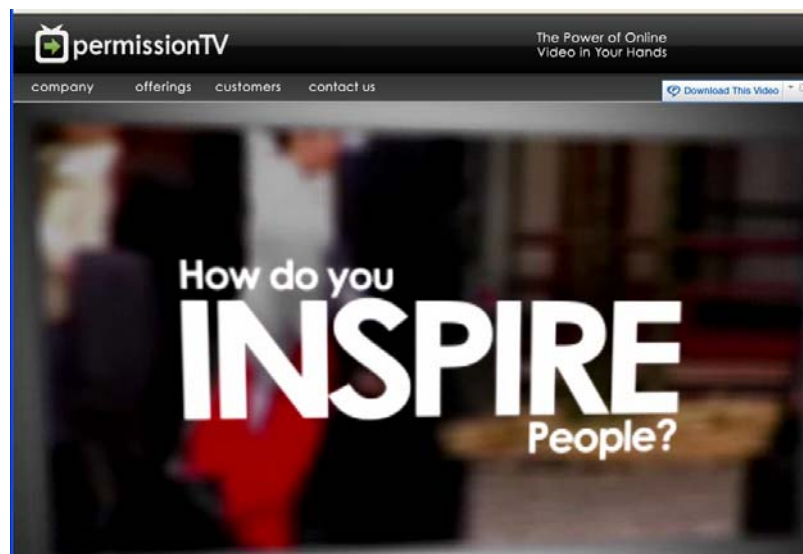 permissionTV
The Power of Online
Video in Your Hands
company offerings customers contact us
Download This Video
How do you
INSPIRE
People?